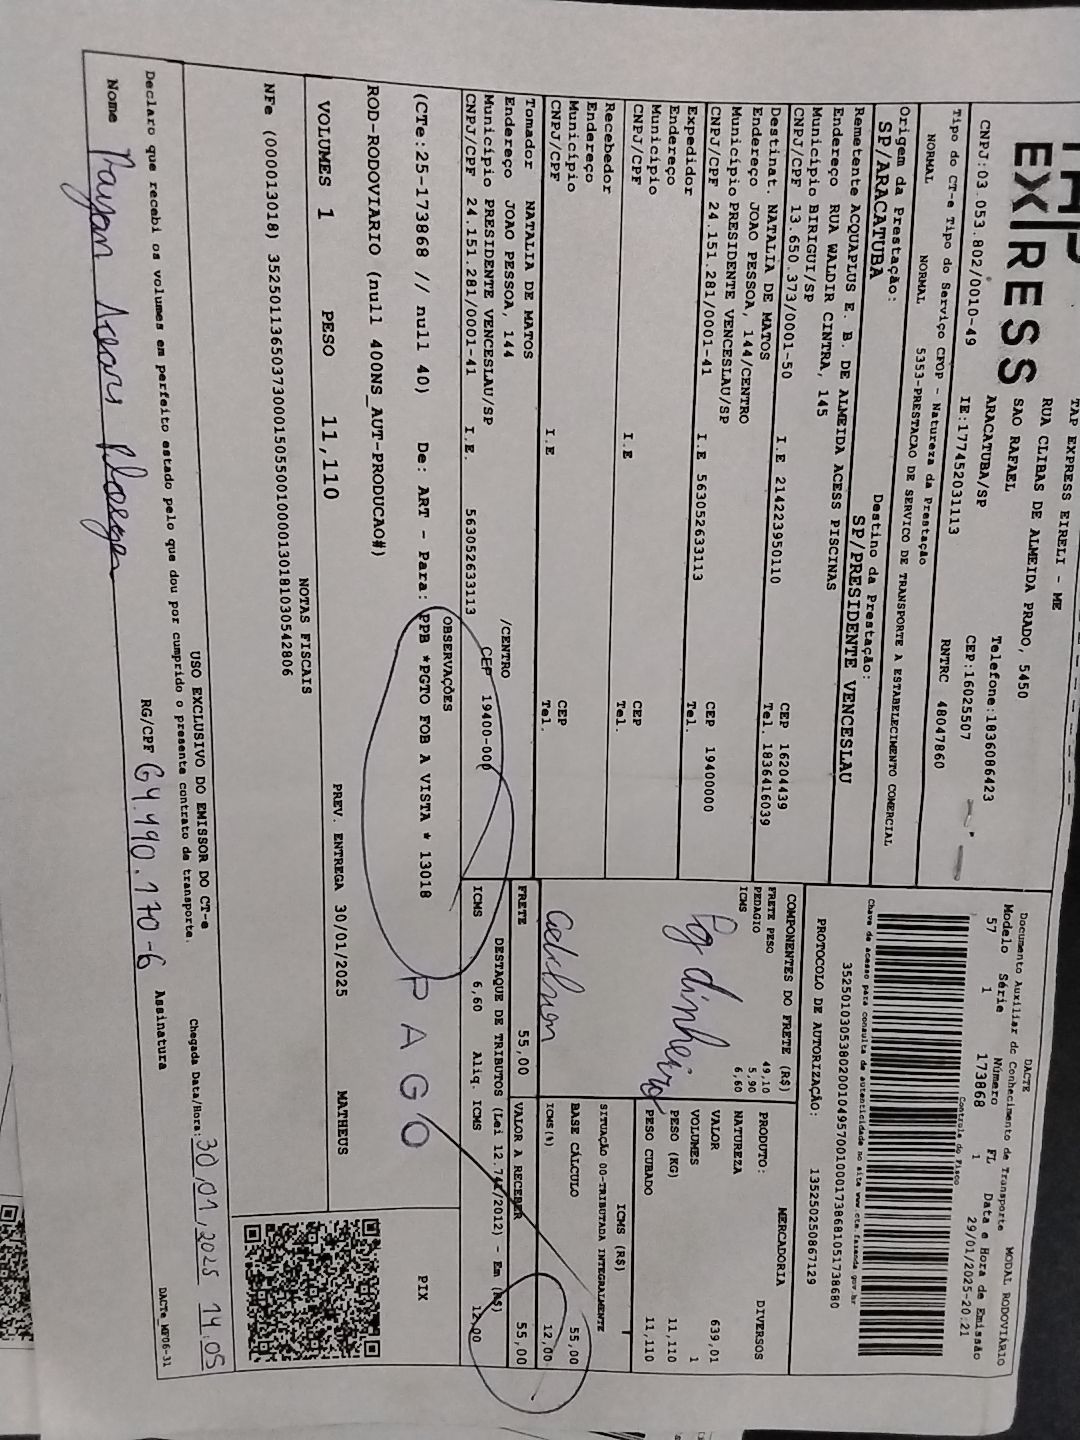 EXPRESS
TAP EXPRESS EIRELI - ME
RUA CLIBAS DE ALMEIDA PRADO, 5450
SAO RAFAEL
ARACATUBA/SP
Telefone:1836086423
CNPJ:03.053.802/0010-49
IE:177452031113
CEP:16025507
RNTRC 48047860
Tipo do CT-e Tipo do Serviço CFOP - Natureza da Prestação
NORMAL NORMAL 5353-PRESTACAO DE SERVICO DE TRANSPORTE A ESTABELECIMENTO COMERCIAL
Origem da Prestação: Destino da Prestação:
SP/ARACATUBA SP/PRESIDENTE VENCESLAU
DACTE
Documento Auxiliar de Conhecimento de Transporte
MODAL RODOVIÁRIO
Modelo Série Número FL Data e Hora de Emissão
57 1 173868 1 29/01/2025-20:21
Controle do Fisco
Chave de acesso para consulta de autenticidade no site www.cte.fazenda.gov.br
35250103053802001049570010001738681051738680
PROTOCOLO DE AUTORIZAÇÃO: 135250250867129
Remetente ACQUAPLUS E. B. DE ALMEIDA ACESS PISCINAS
Endereço RUA WALDIR CINTRA, 145
Município BIRIGUI/SP CEP 16204439
CNPJ/CPF 13.650.373/0001-50 I.E 214223950110 Tel. 1836416039
Destinat. NATALIA DE MATOS
Endereço JOAO PESSOA, 144/CENTRO
Município PRESIDENTE VENCESLAU/SP CEP 19400000
CNPJ/CPF 24.151.281/0001-41 I.E 563052633113 Tel.
Expedidor
Endereço
Município CEP
CNPJ/CPF I.E Tel.
Recebedor
Endereço
Município CEP
CNPJ/CPF I.E Tel.
Tomador NATALIA DE MATOS
Endereço JOAO PESSOA, 144 /CENTRO
Município PRESIDENTE VENCESLAU/SP CEP 19400-000
CNPJ/CPF 24.151.281/0001-41 I.E. 563052633113
COMPONENTES DO FRETE (R$)
FRETE PESO 49,10
PEDAGIO 5,90
ICMS 6,60
Pg dinheiro
FRETE 55,00
PRODUTO: MERCADORIA
NATUREZA DIVERSOS
VALOR 639,01
VOLUMES 1
PESO (KG) 11,110
PESO CUBADO 11,110
ICMS (R$)
SITUAÇÃO 00-TRIBUTADA INTEGRALMENTE
BASE CÁLCULO 55,00
ICMS(%) 12,00
VALOR A RECEBER 55,00
DESTAQUE DE TRIBUTOS (Lei 12.741/2012) - Em (R$)
ICMS 6,60 Aliq. ICMS 12,00
OBSERVAÇÕES
(CTe:25-173868 // null 40) De: ART - Para: PPB *PGTO FOB A VISTA * 13018
ROD-RODOVIARIO (null 400NS_AUT-PRODUCAO#)
PAGO
PIX
VOLUMES 1 PESO 11,110 PREV. ENTREGA 30/01/2025 MATHEUS
NOTAS FISCAIS
NFe (000013018) 35250113650373000150550010000130181030542806
USO EXCLUSIVO DO EMISSOR DO CT-e
Declaro que recebi os volumes em perfeito estado pelo que dou por cumprido o presente contrato de transporte.
Chegada Data/Hora: 30/01/2025 14:05
Nome
RG/CPF 64.490.170-6 Assinatura
DACTe_MP06-31